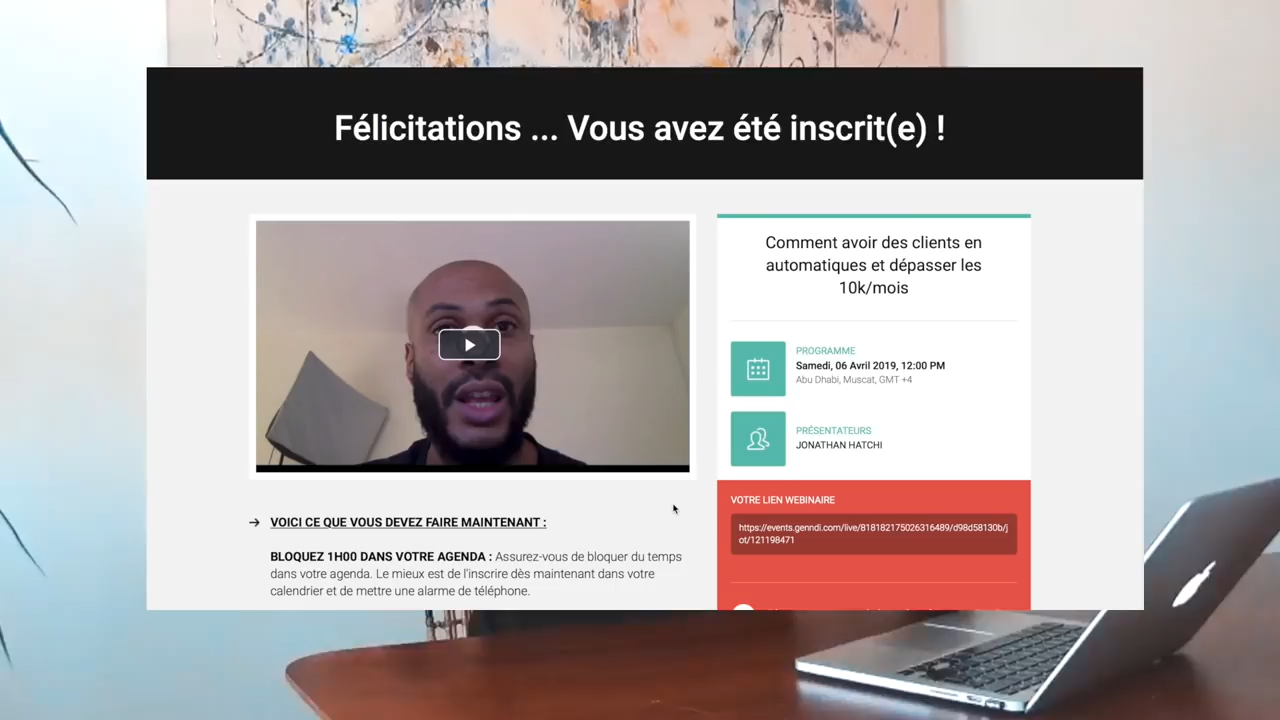 Félicitations ... Vous avez été inscrit(e) !
Comment avoir des clients en
automatiques et dépasser les
10k/mois
PROGRAMME
Samedi, 06 Avril 2019, 12:00 PM
Abu Dhabi, Muscat, GMT +4
PRÉSENTATEURS
JONATHAN HATCHI
VOTRE LIEN WEBINAIRE
https://events.genndi.com/live/818182175026316489/d98d58130b/j
ot/121198471
→ VOICI CE QUE VOUS DEVEZ FAIRE MAINTENANT :
BLOQUEZ 1H00 DANS VOTRE AGENDA : Assurez-vous de bloquer du temps
dans votre agenda. Le mieux est de l'inscrire dès maintenant dans votre
calendrier et de mettre une alarme de téléphone.